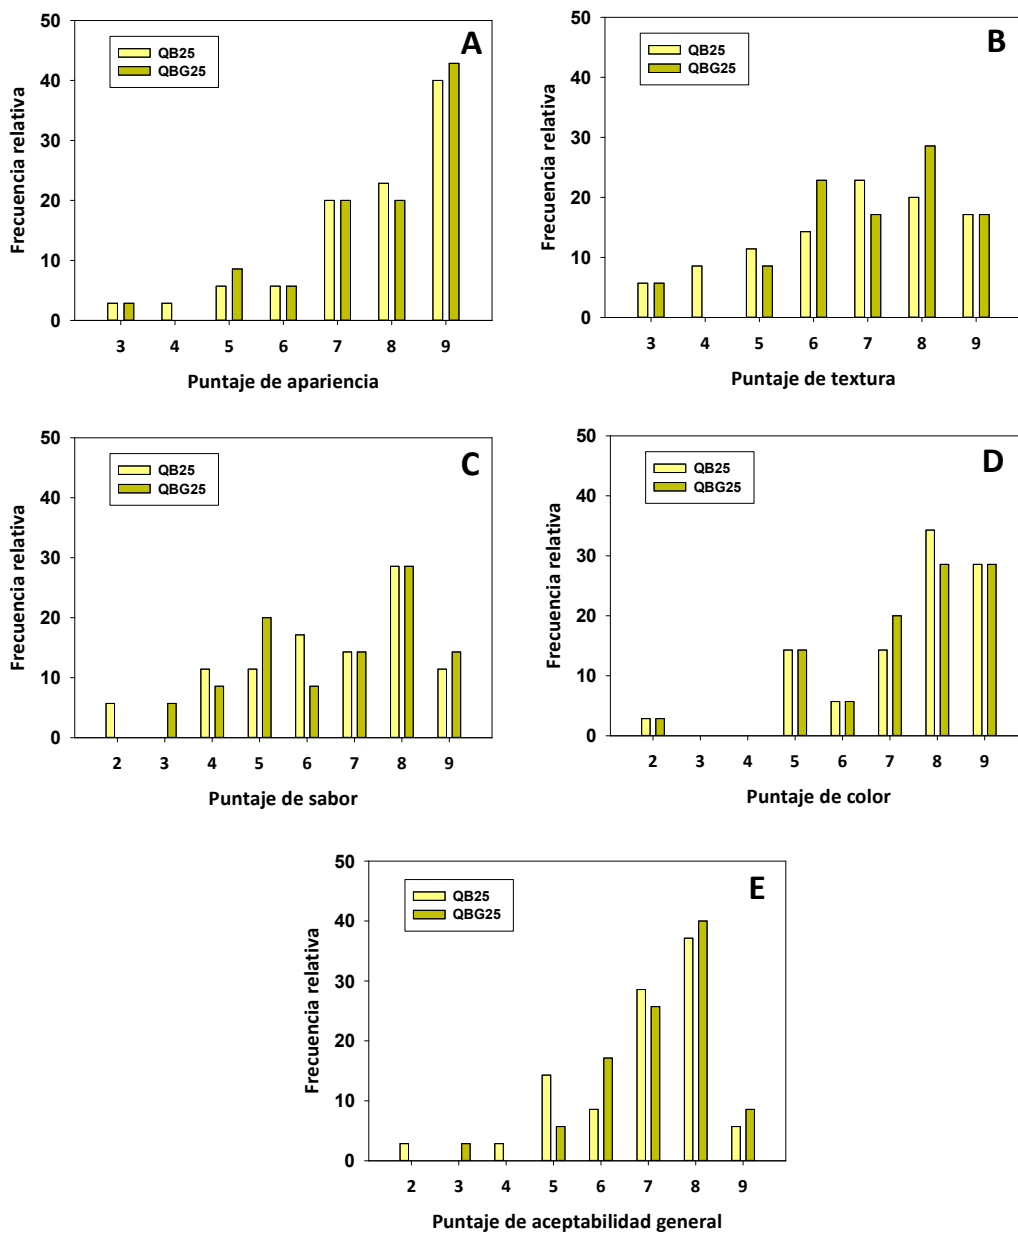 A
QB25
QBG25
Frecuencia relativa
50
40
30
20
10
0
3 4 5 6 7 8 9
Puntaje de apariencia
B
QB25
QBG25
Frecuencia relativa
50
40
30
20
10
0
3 4 5 6 7 8 9
Puntaje de textura
C
QB25
QBG25
Frecuencia relativa
50
40
30
20
10
0
2 3 4 5 6 7 8 9
Puntaje de sabor
D
QB25
QBG25
Frecuencia relativa
50
40
30
20
10
0
2 3 4 5 6 7 8 9
Puntaje de color
E
QB25
QBG25
Frecuencia relativa
50
40
30
20
10
0
2 3 4 5 6 7 8 9
Puntaje de aceptabilidad general